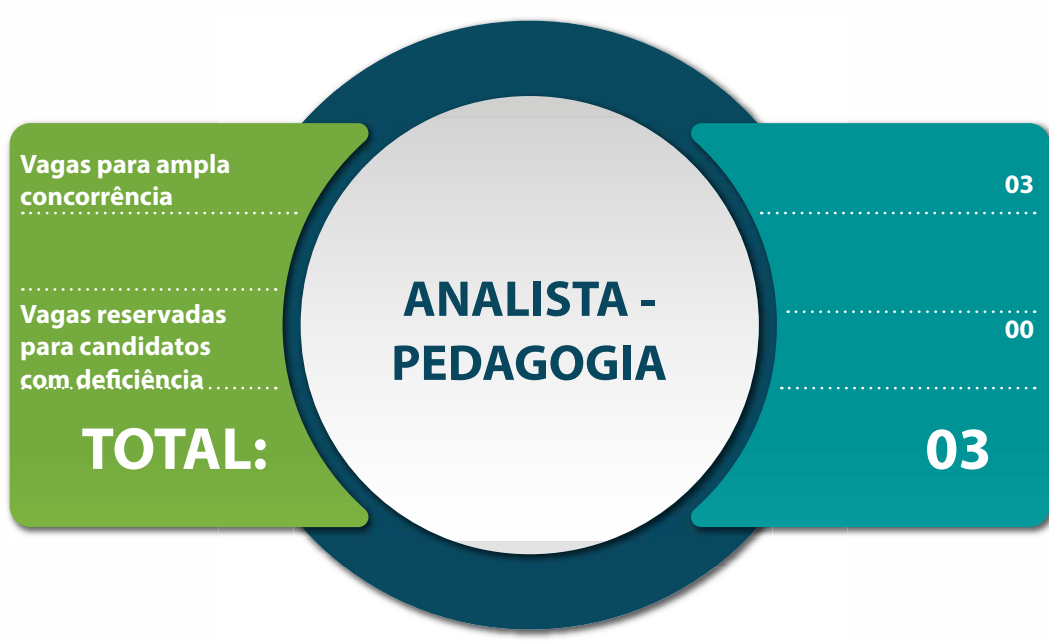 Vagas para ampla
concorrência
03
ANALISTA -
PEDAGOGIA
Vagas reservadas
para candidatos
com deficiência
00
TOTAL:
03